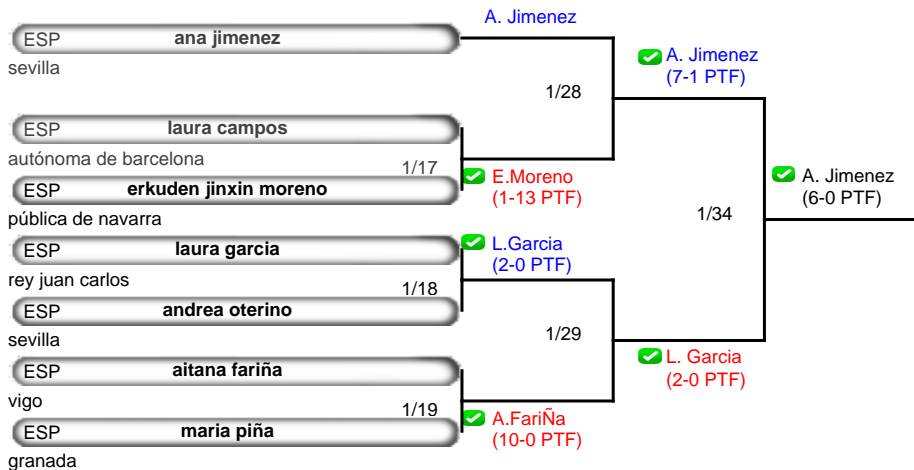 A. Jimenez
ESP ana jimenez
sevilla
A. Jimenez
(7-1 PTF)
1/28
ESP laura campos
autónoma de barcelona
1/17
ESP erkuden jinxin moreno
E.Moreno
(1-13 PTF)
pública de navarra
A. Jimenez
(6-0 PTF)
1/34
ESP laura garcia
L.Garcia
(2-0 PTF)
rey juan carlos
1/18
ESP andrea oterino
sevilla
1/29
L. Garcia
(2-0 PTF)
ESP aitana fariña
vigo
1/19
ESP maria piña
A.FariÑa
(10-0 PTF)
granada